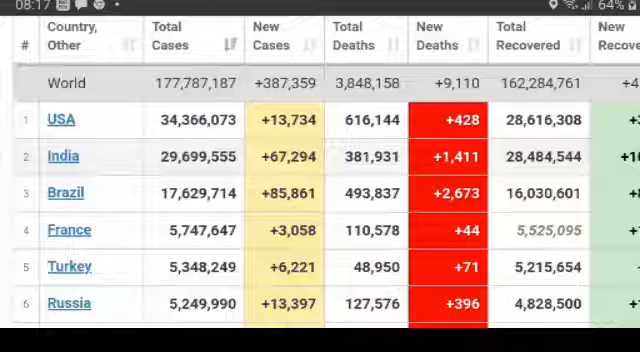 08:17 64%
Country, Total New Total New Total New
# Other Cases Cases Deaths Deaths Recovered Recove
World 177,787,187 +387,359 3,848,158 +9,110 162,284,761 +4
1 USA 34,366,073 +13,734 616,144 +428 28,616,308
2 India 29,699,555 +67,294 381,931 +1,411 28,484,544
3 Brazil 17,629,714 +85,861 493,837 +2,673 16,030,601
4 France 5,747,647 +3,058 110,578 +44 5,525,095
5 Turkey 5,348,249 +6,221 48,950 +71 5,215,654
6 Russia 5,249,990 +13,397 127,576 +396 4,828,500